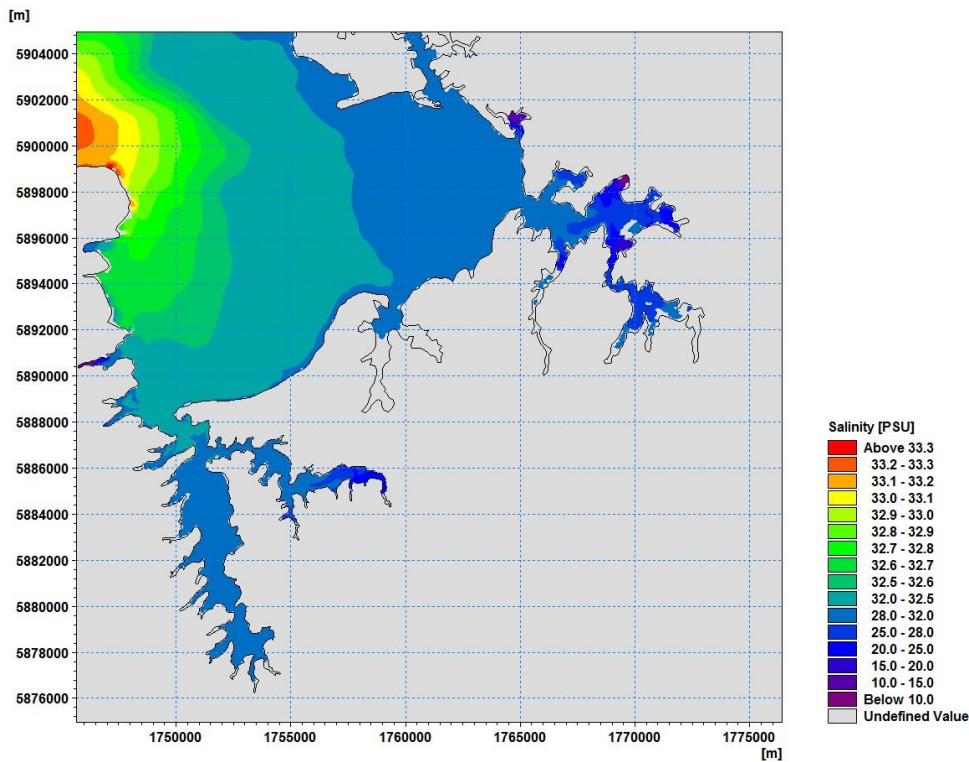 [m]
5904000
5902000
5900000
5898000
5896000
5894000
5892000
5890000
5888000
5886000
5884000
5882000
5880000
5878000
5876000
1750000 1755000 1760000 1765000 1770000 1775000
[m]
Salinity [PSU]
Above 33.3
33.2 - 33.3
33.1 - 33.2
33.0 - 33.1
32.9 - 33.0
32.8 - 32.9
32.7 - 32.8
32.6 - 32.7
32.5 - 32.6
32.0 - 32.5
28.0 - 32.0
25.0 - 28.0
20.0 - 25.0
15.0 - 20.0
10.0 - 15.0
Below 10.0
Undefined Value